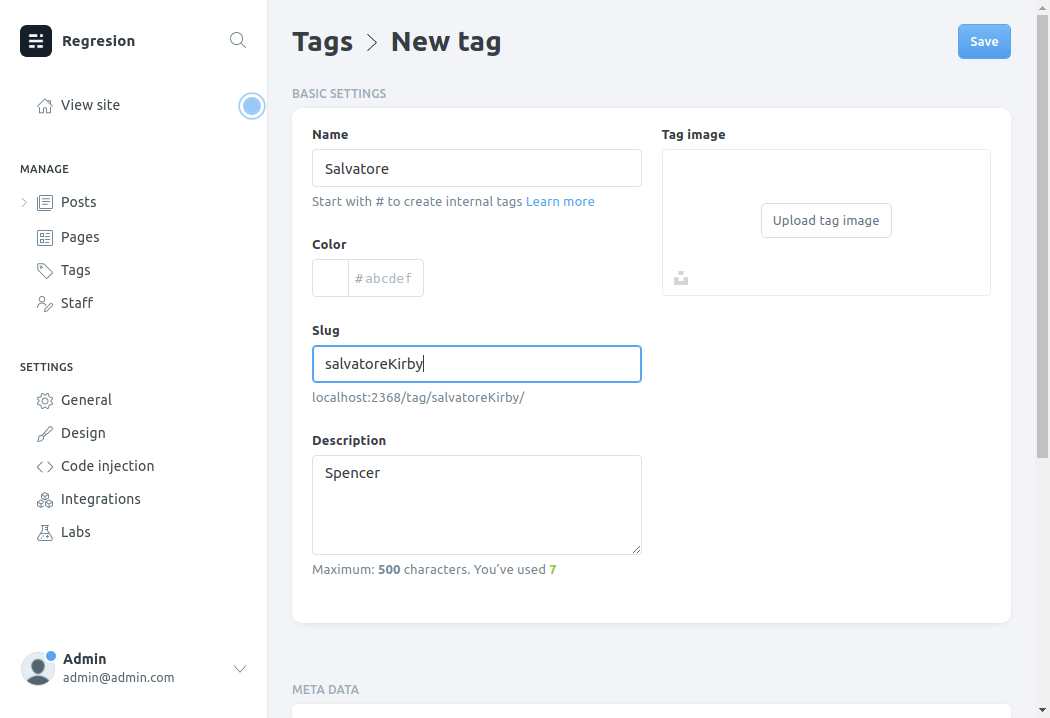 Regresion
View site
MANAGE
Posts
Pages
Tags
Staff
SETTINGS
General
Design
Code injection
Integrations
Labs
Admin
admin@admin.com
Tags > New tag
Save
BASIC SETTINGS
Name
Salvatore
Start with # to create internal tags Learn more
Color
#abcdef
Slug
salvatoreKirby
localhost:2368/tag/salvatoreKirby/
Description
Spencer
Maximum: 500 characters. You’ve used 7
Tag image
Upload tag image
META DATA